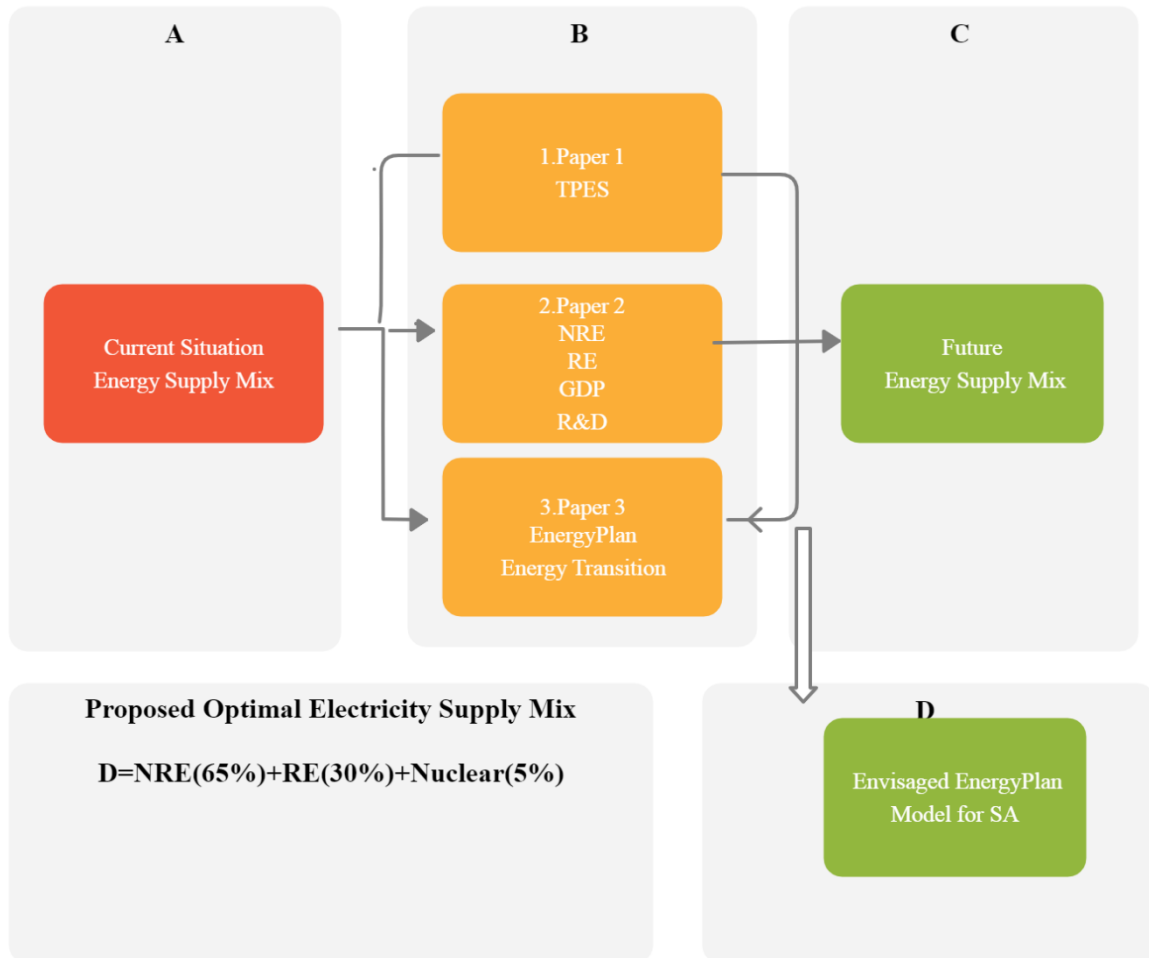 A
B
C
1.Paper 1
TPES
Current Situation
Energy Supply Mix
2.Paper 2
NRE
RE
GDP
R&D
Future
Energy Supply Mix
3.Paper 3
EnergyPlan
Energy Transition
Proposed Optimal Electricity Supply Mix
D=NRE(65%)+RE(30%)+Nuclear(5%)
D
Envisaged EnergyPlan
Model for SA